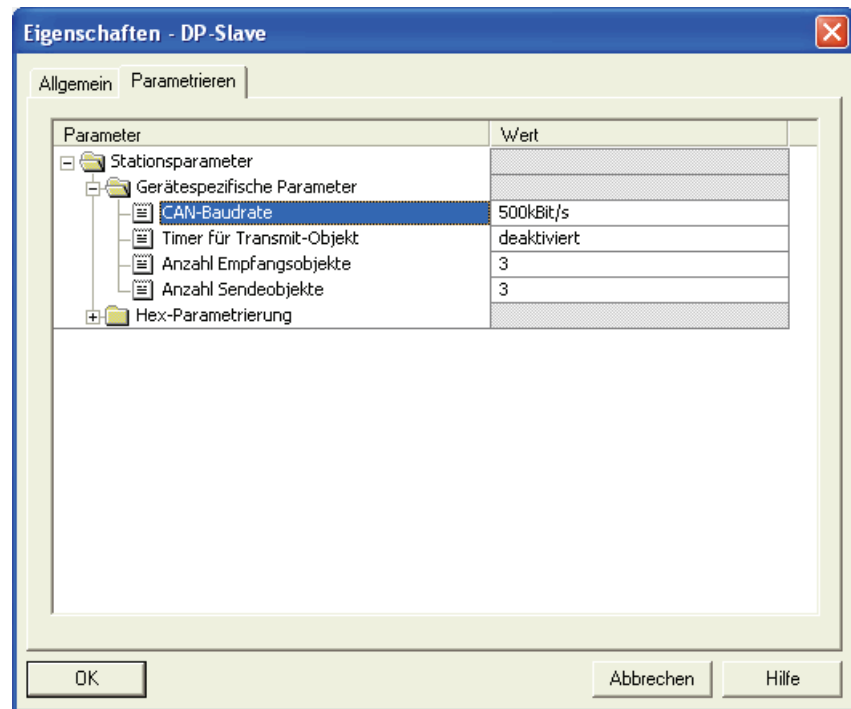 Eigenschaften - DP-Slave
Allgemein Parametrieren
Parameter Wert
Stationsparameter
Gerätespezifische Parameter
CAN-Baudrate 500kBit/s
Timer für Transmit-Objekt deaktiviert
Anzahl Empfangsobjekte 3
Anzahl Sendeobjekte 3
Hex-Parametrierung
OK Abbrechen Hilfe